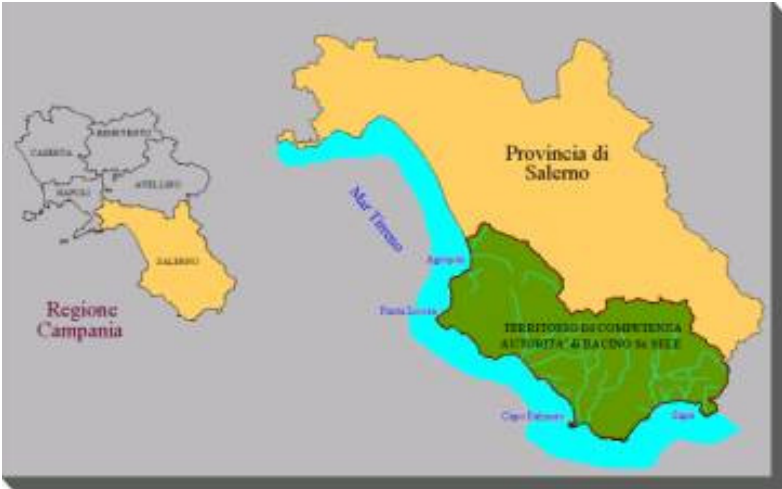 BENEVENTO
CASERTA
NAPOLI
AVELLINO
SALERNO
Regione
Campania
Provincia di
Salerno
Mar Tirreno
Agropoli
Punta Licosa
TERRITORIO DI COMPETENZA
AUTORITA' di BACINO Sx SELE
Capo Palinuro
Sapri